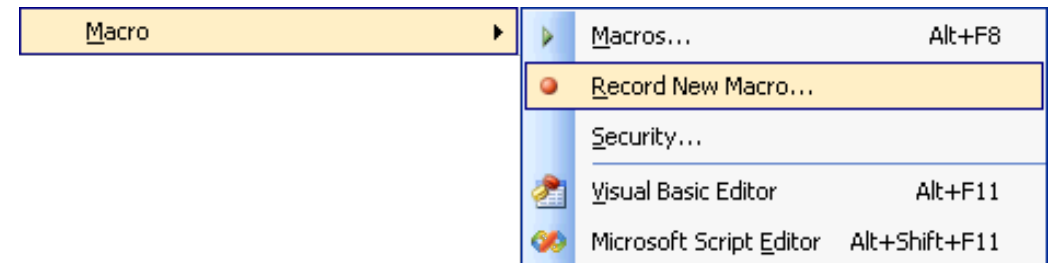 Macro
Macros... Alt+F8
Record New Macro...
Security...
Visual Basic Editor Alt+F11
Microsoft Script Editor Alt+Shift+F11